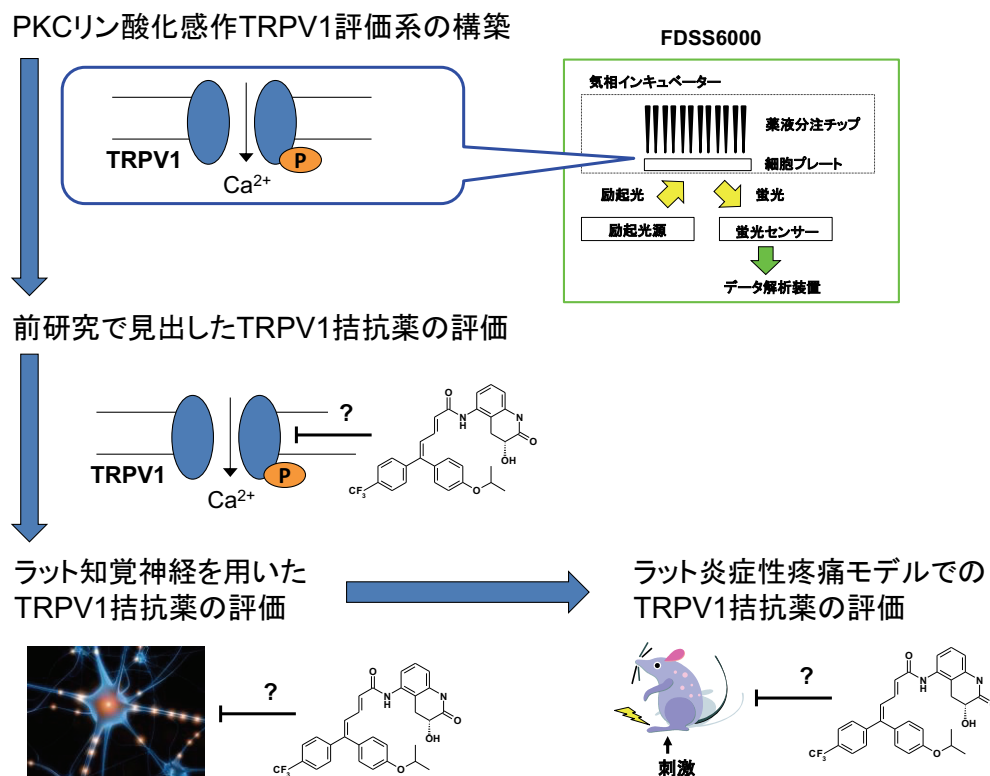 PKCリン酸化感作TRPV1評価系の構築
FDSS6000
気相インキュベーター
薬液分注チップ
細胞プレート
励起光
蛍光
励起光源
蛍光センサー
データ解析装置
TRPV1
P
Ca2+
前研究で見出したTRPV1拮抗薬の評価
?
TRPV1
P
Ca2+
O
N
H
N
O
OH
CF3
O
ラット知覚神経を用いた
TRPV1拮抗薬の評価
ラット炎症性疼痛モデルでの
TRPV1拮抗薬の評価
?
O
N
H
N
O
OH
CF3
O
?
O
N
H
N
O
OH
CF3
O
刺激